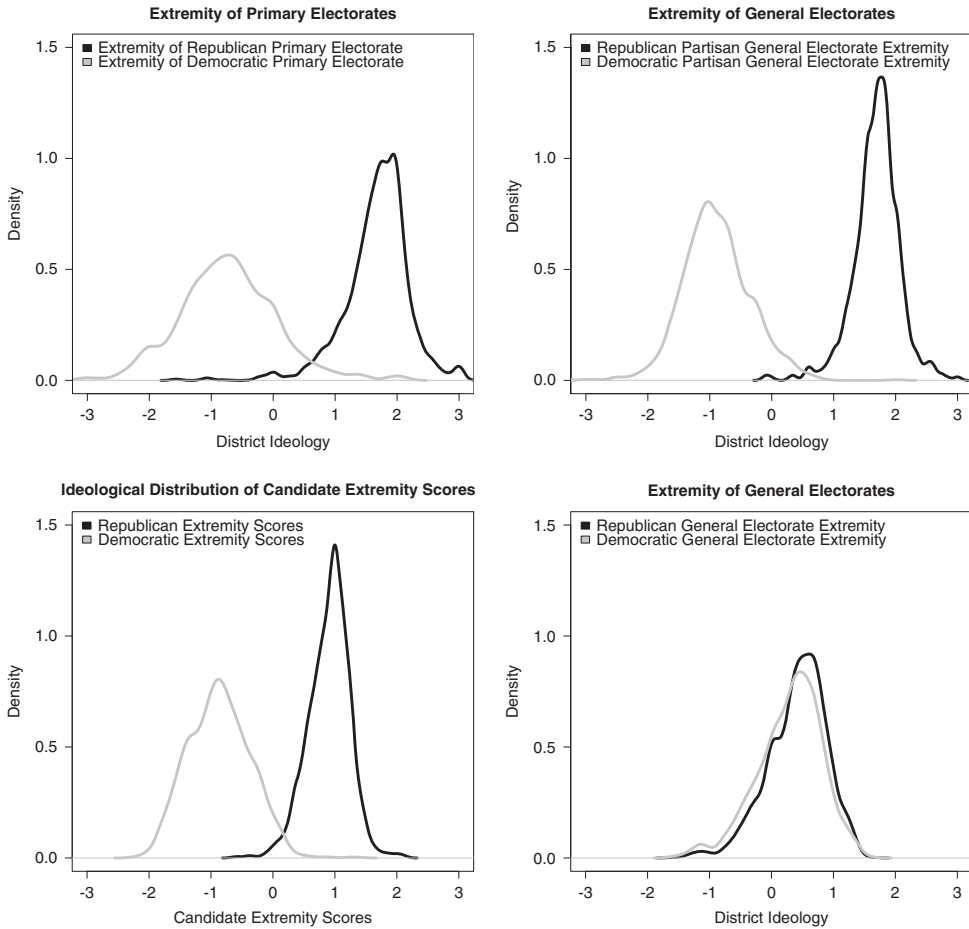 Extremity of Primary Electorates
Extremity of Republican Primary Electorate
Extremity of Democratic Primary Electorate
1.5
1.0
0.5
0.0
Density
-3 -2 -1 0 1 2 3
District Ideology
Extremity of General Electorates
Republican Partisan General Electorate Extremity
Democratic Partisan General Electorate Extremity
1.5
1.0
0.5
0.0
Density
-3 -2 -1 0 1 2 3
District Ideology
Ideological Distribution of Candidate Extremity Scores
Republican Extremity Scores
Democratic Extremity Scores
1.5
1.0
0.5
0.0
Density
-3 -2 -1 0 1 2 3
Candidate Extremity Scores
Extremity of General Electorates
Republican General Electorate Extremity
Democratic General Electorate Extremity
1.5
1.0
0.5
0.0
Density
-3 -2 -1 0 1 2 3
District Ideology